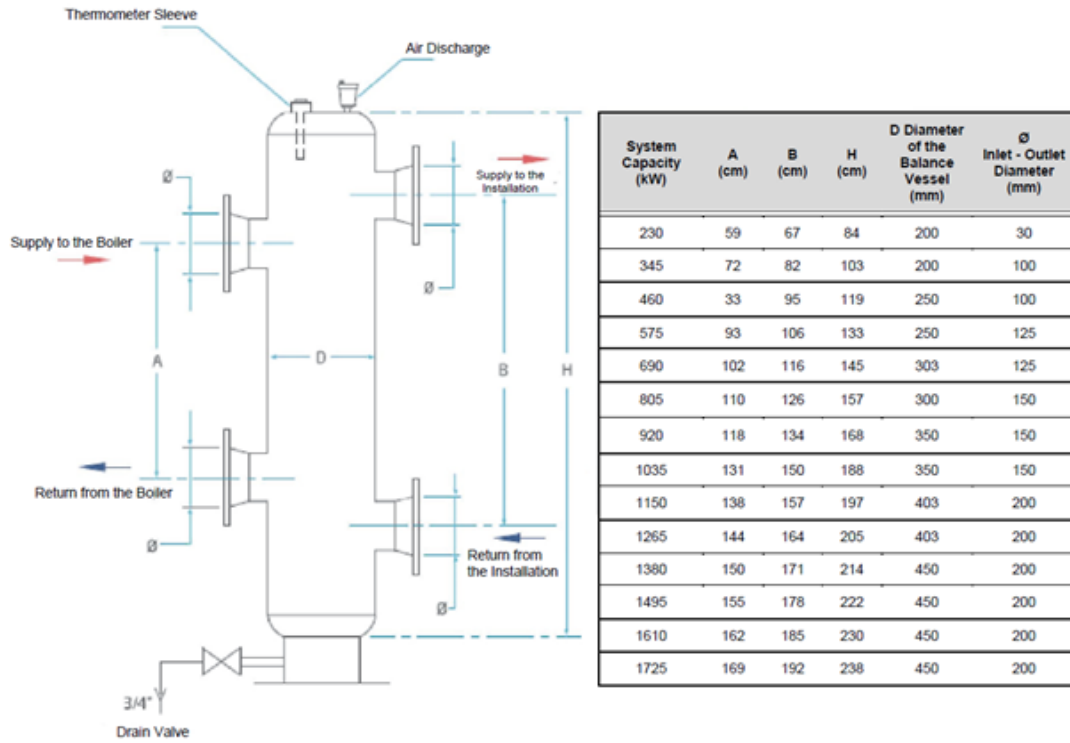 Thermometer Sleeve
Air Discharge
Ø
Supply to the
Installation
Supply to the Boiler
Ø
A
D
B
H
Return from the Boiler
Ø
Return from
the Installation
Ø
3/4"
Drain Valve
System Capacity (kW) A (cm) B (cm) H (cm) D Diameter of the Balance Vessel (mm) Ø Inlet - Outlet Diameter (mm)
230 59 67 84 200 30
345 72 82 103 200 100
460 33 95 119 250 100
575 93 106 133 250 125
690 102 116 145 303 125
805 110 126 157 300 150
920 118 134 168 350 150
1035 131 150 188 350 150
1150 138 157 197 403 200
1265 144 164 205 403 200
1380 150 171 214 450 200
1495 155 178 222 450 200
1610 162 185 230 450 200
1725 169 192 238 450 200